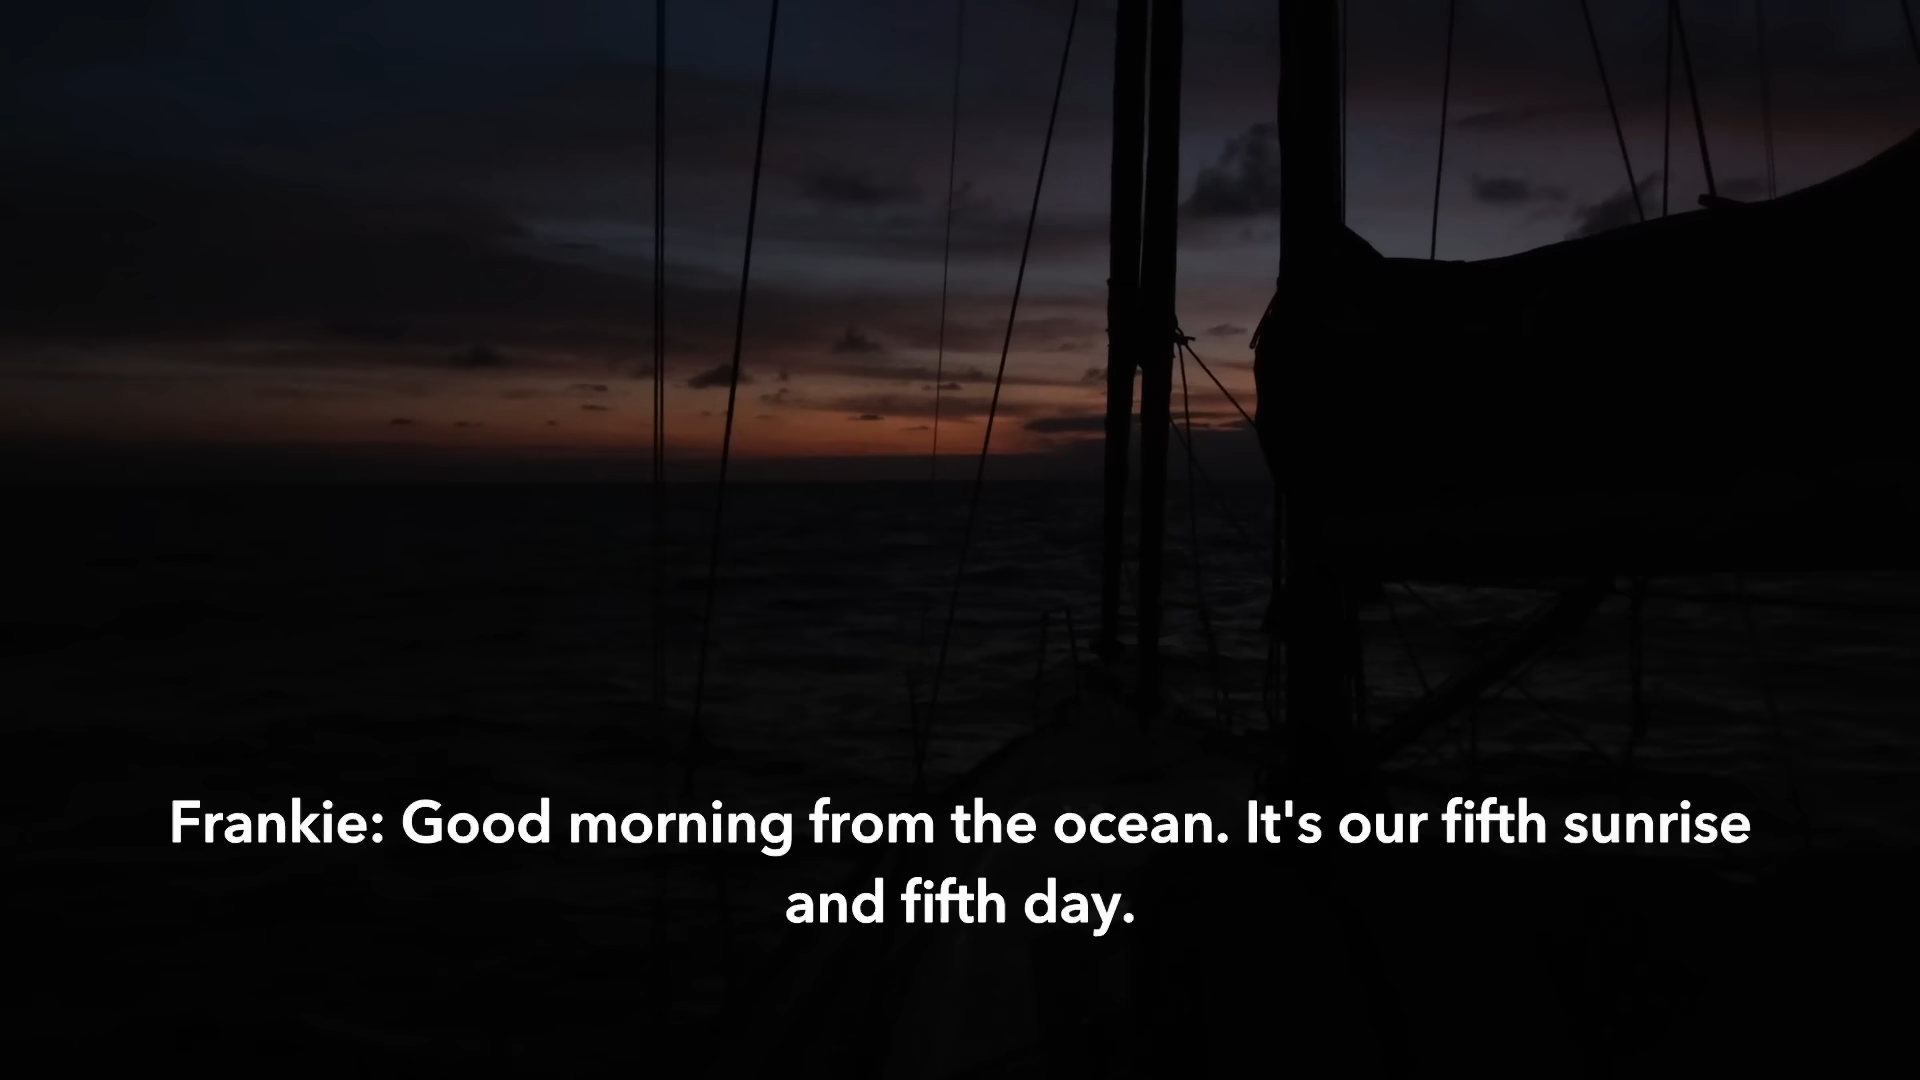 Frankie: Good morning from the ocean. It's our fifth sunrise
and fifth day.